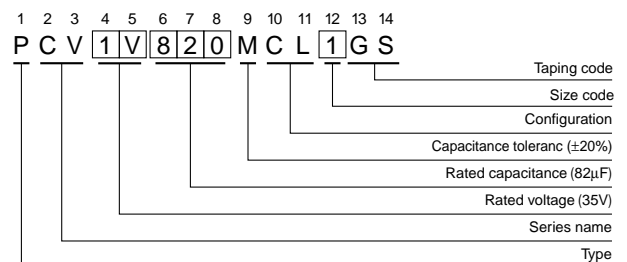 1 2 3 4 5 6 7 8 9 10 11 12 13 14
P C V 1 V 8 2 0 M C L 1 G S
Taping code
Size code
Configuration
Capacitance toleranc (±20%)
Rated capacitance (82µF)
Rated voltage (35V)
Series name
Type